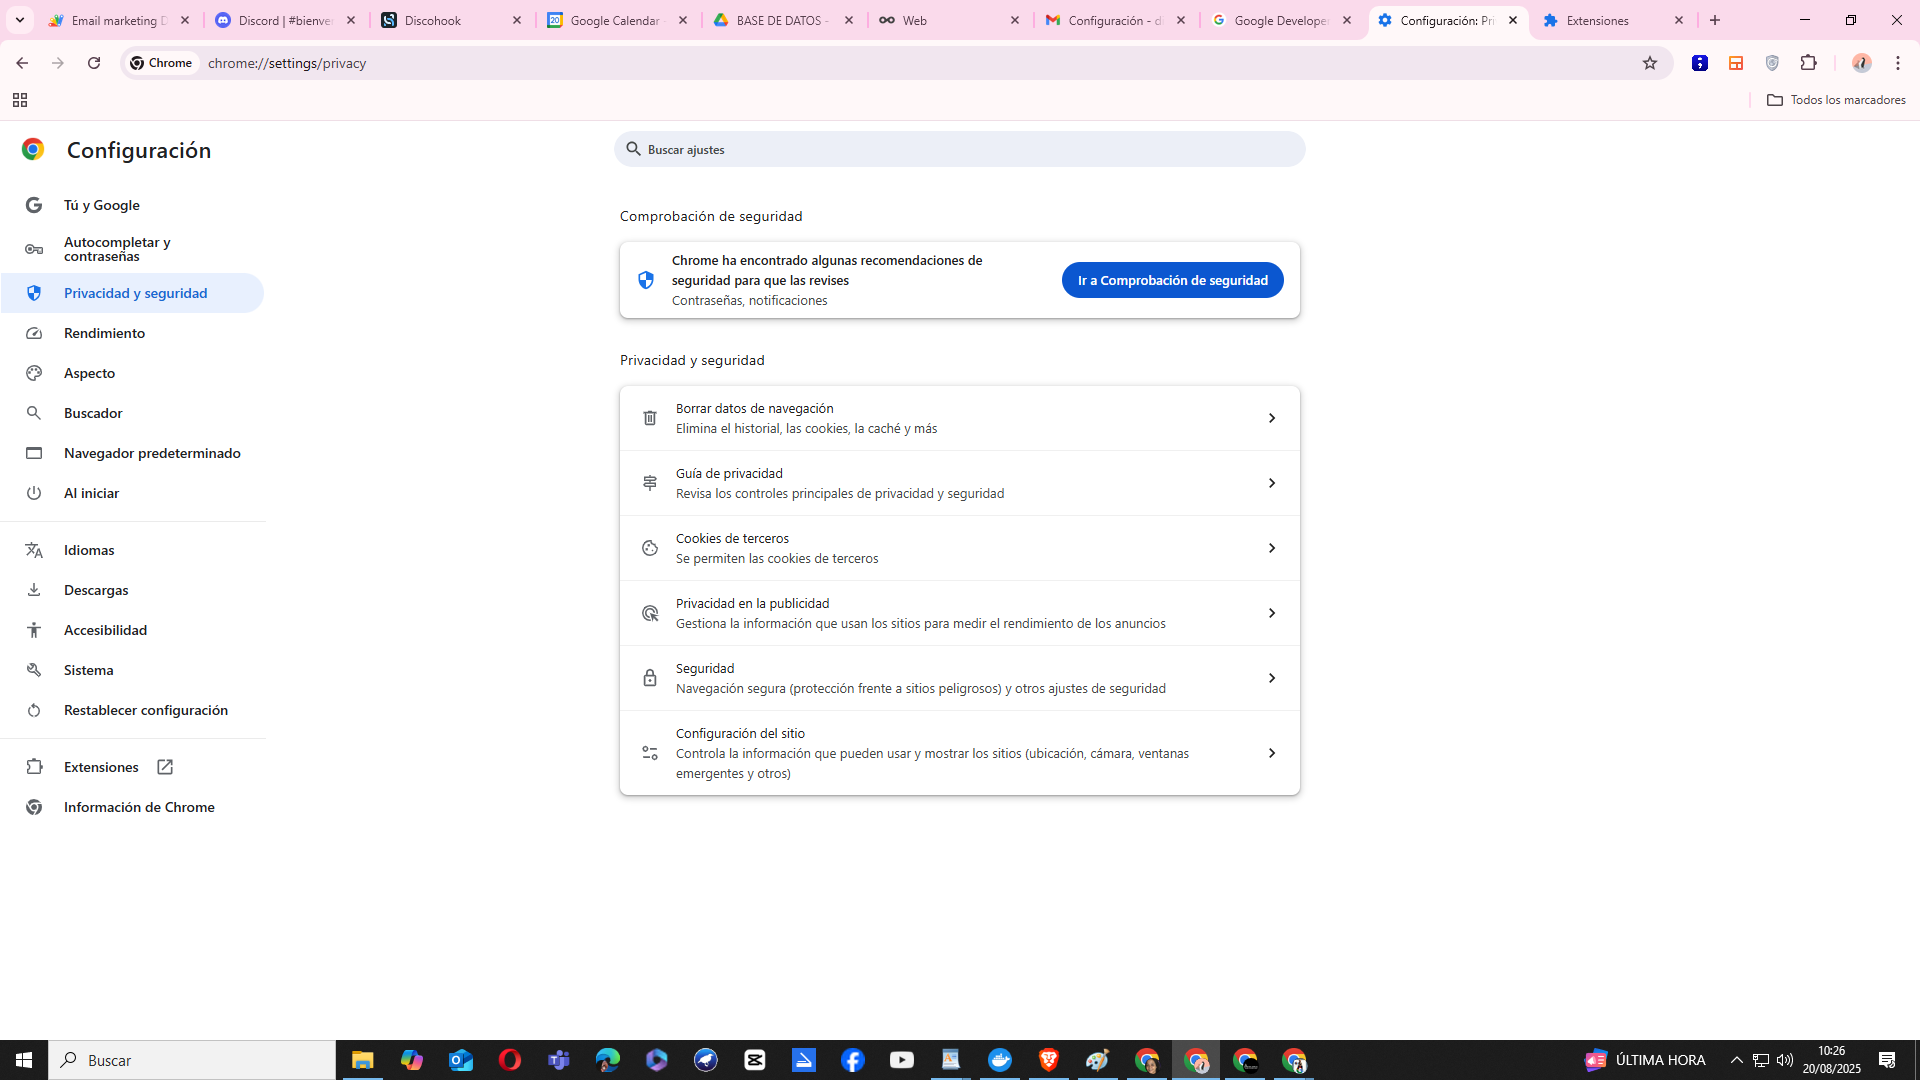 Email marketing D
Discord | #bienve
Discohook
Google Calendar -
BASE DE DATOS -
Web
Configuración - di
Google Developer
Configuración: Pri
Extensiones
Chrome
chrome://settings/privacy
Todos los marcadores
Configuración
Buscar ajustes
Tú y Google
Autocompletar y
contraseñas
Privacidad y seguridad
Rendimiento
Aspecto
Buscador
Navegador predeterminado
Al iniciar
Idiomas
Descargas
Accesibilidad
Sistema
Restablecer configuración
Extensiones
Información de Chrome
Comprobación de seguridad
Chrome ha encontrado algunas recomendaciones de
seguridad para que las revises
Contraseñas, notificaciones
Ir a Comprobación de seguridad
Privacidad y seguridad
Borrar datos de navegación
Elimina el historial, las cookies, la caché y más
Guía de privacidad
Revisa los controles principales de privacidad y seguridad
Cookies de terceros
Se permiten las cookies de terceros
Privacidad en la publicidad
Gestiona la información que usan los sitios para medir el rendimiento de los anuncios
Seguridad
Navegación segura (protección frente a sitios peligrosos) y otros ajustes de seguridad
Configuración del sitio
Controla la información que pueden usar y mostrar los sitios (ubicación, cámara, ventanas
emergentes y otros)
Buscar
ÚLTIMA HORA
10:26
20/08/2025